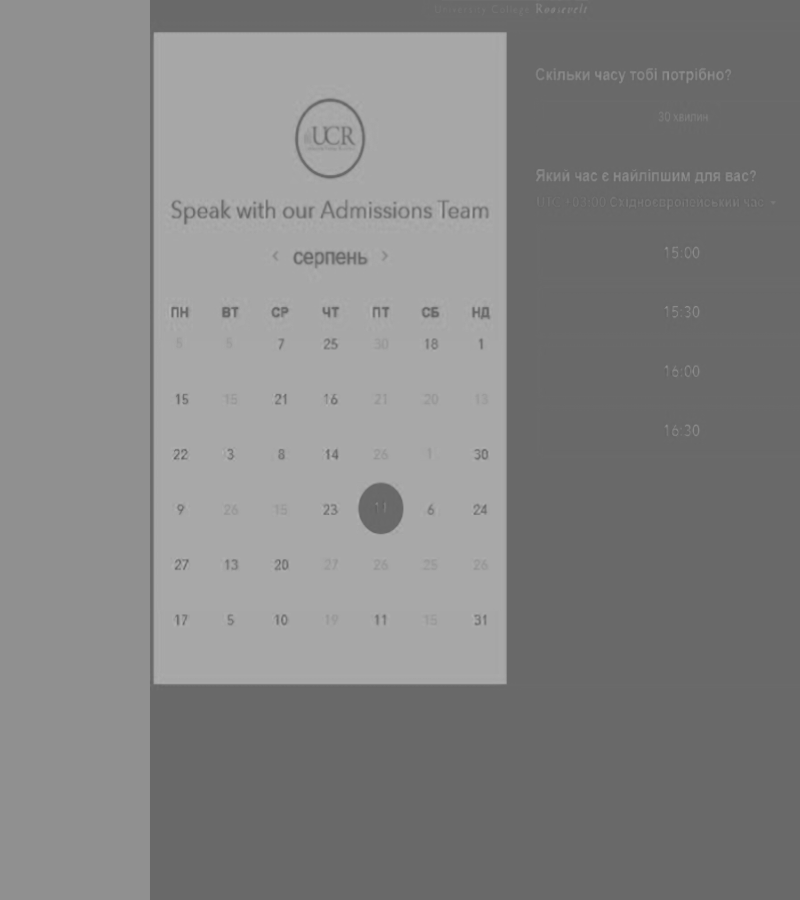 University College Roosevelt
UCR
Speak with our Admissions Team
‹ серпень ›
ПН ВТ СР ЧТ ПТ СБ НД
5 5 7 25 30 18 1
15 15 21 16 21 20 13
22 3 8 14 26 1 30
9 26 15 23 11 6 24
27 13 20 27 26 25 26
17 5 10 19 11 15 31
Скільки часу тобі потрібно?
30 хвилин
Який час є найліпшим для вас?
UTC +03:00 Східноєвропейський час
15:00
15:30
16:00
16:30